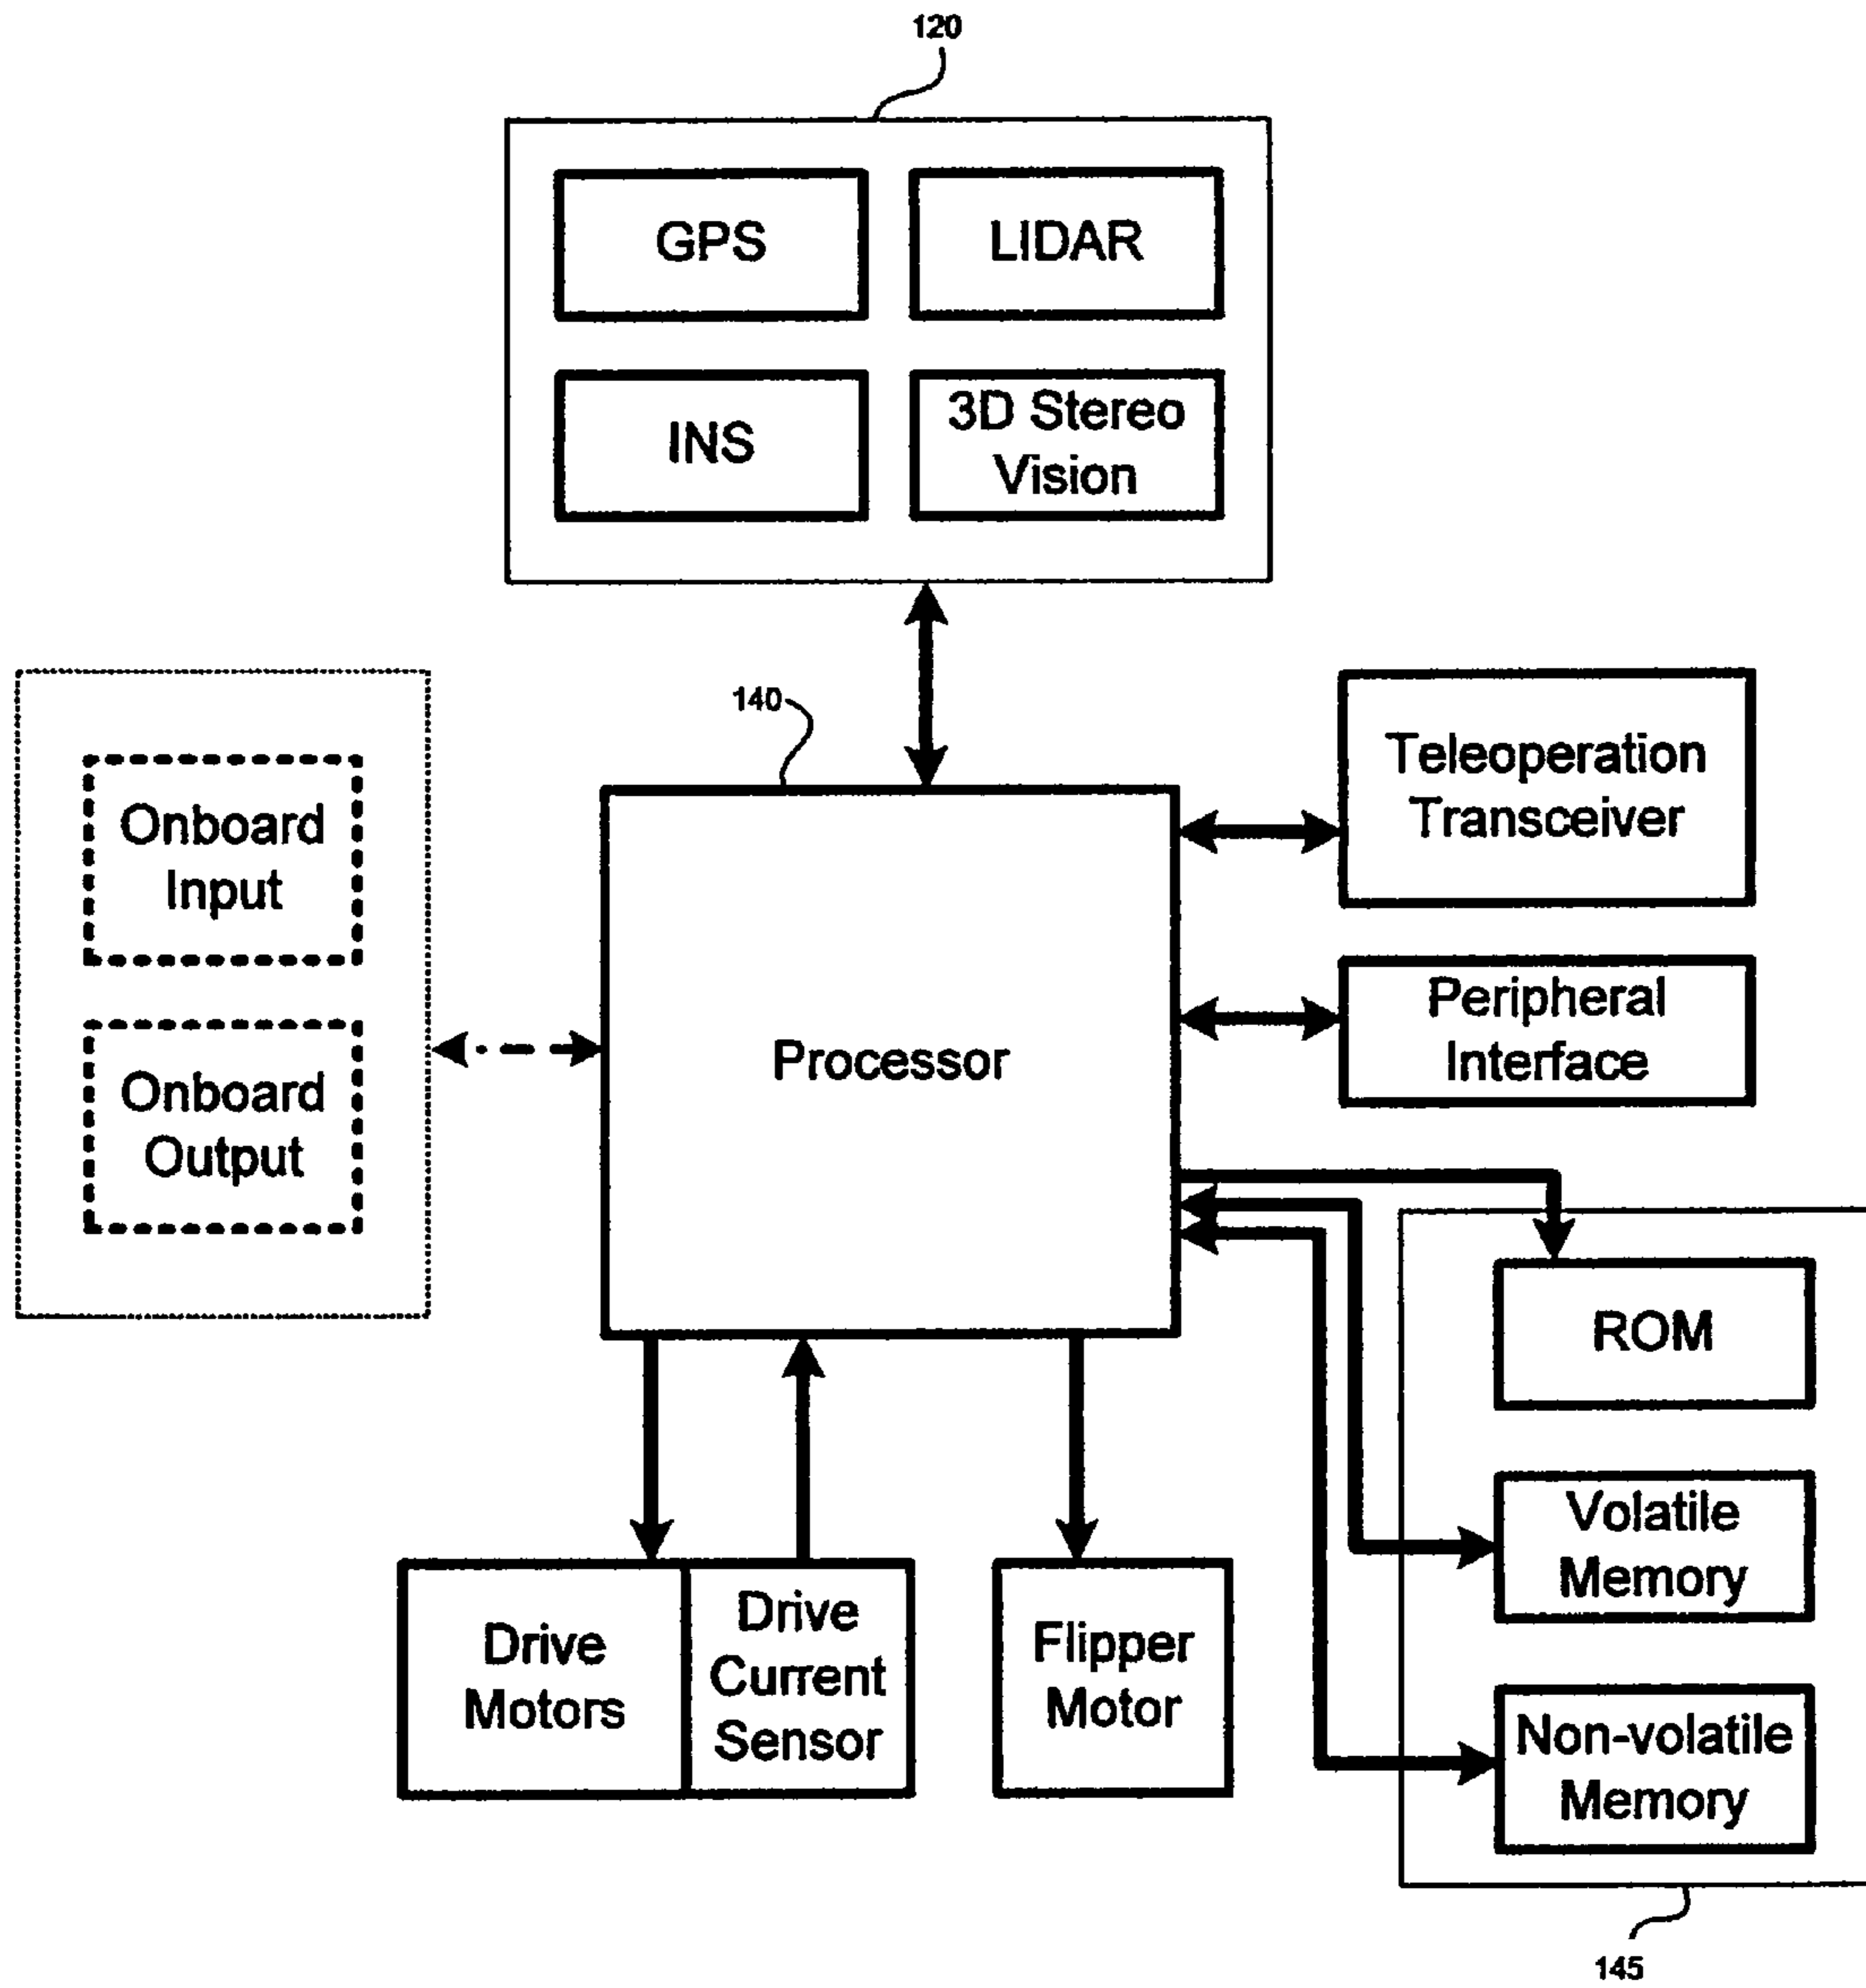 120
GPS
LIDAR
INS
3D Stereo
Vision
140
Teleoperation
Transceiver
Onboard
Input
Peripheral
Interface
Processor
Onboard
Output
ROM
Volatile
Memory
Drive
Motors
Drive
Current
Sensor
Flipper
Motor
Non-volatile
Memory
145